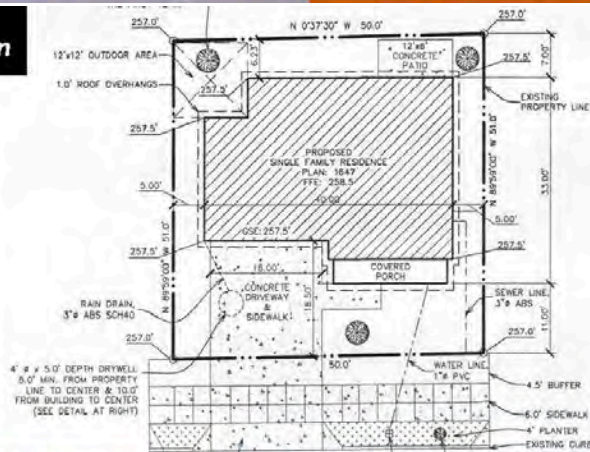 n
257.0'
N 0°37'30" W 50.0'
257.0'
12'x12' OUTDOOR AREA
6.23'
12'x6'
CONCRETE
PATIO
257.5'
7.00'
1.0' ROOF OVERHANGS
257.5'
EXISTING
PROPERTY LINE
257.5'
PROPOSED
SINGLE FAMILY RESIDENCE
PLAN: 1647
FFE: 258.5
N 89°59'00" W 51.0'
33.00'
5.00'
40.00'
5.00'
GSE: 257.5'
257.5'
257.5'
N 89°59'00" W 51.0'
16.00'
COVERED
PORCH
RAIN DRAIN,
3"ø ABS SCH40
CONCRETE
DRIVEWAY
&
SIDEWALK
18.50'
SEWER LINE,
3"ø ABS
11.00'
257.0'
257.0'
50.0'
4' ø x 5.0' DEPTH DRYWELL
5.0' MIN. FROM PROPERTY
LINE TO CENTER & 10.0'
FROM BUILDING TO CENTER
(SEE DETAIL AT RIGHT)
WATER LINE,
1"ø PVC
4.5' BUFFER
6.0' SIDEWALK
4' PLANTER
EXISTING CURB